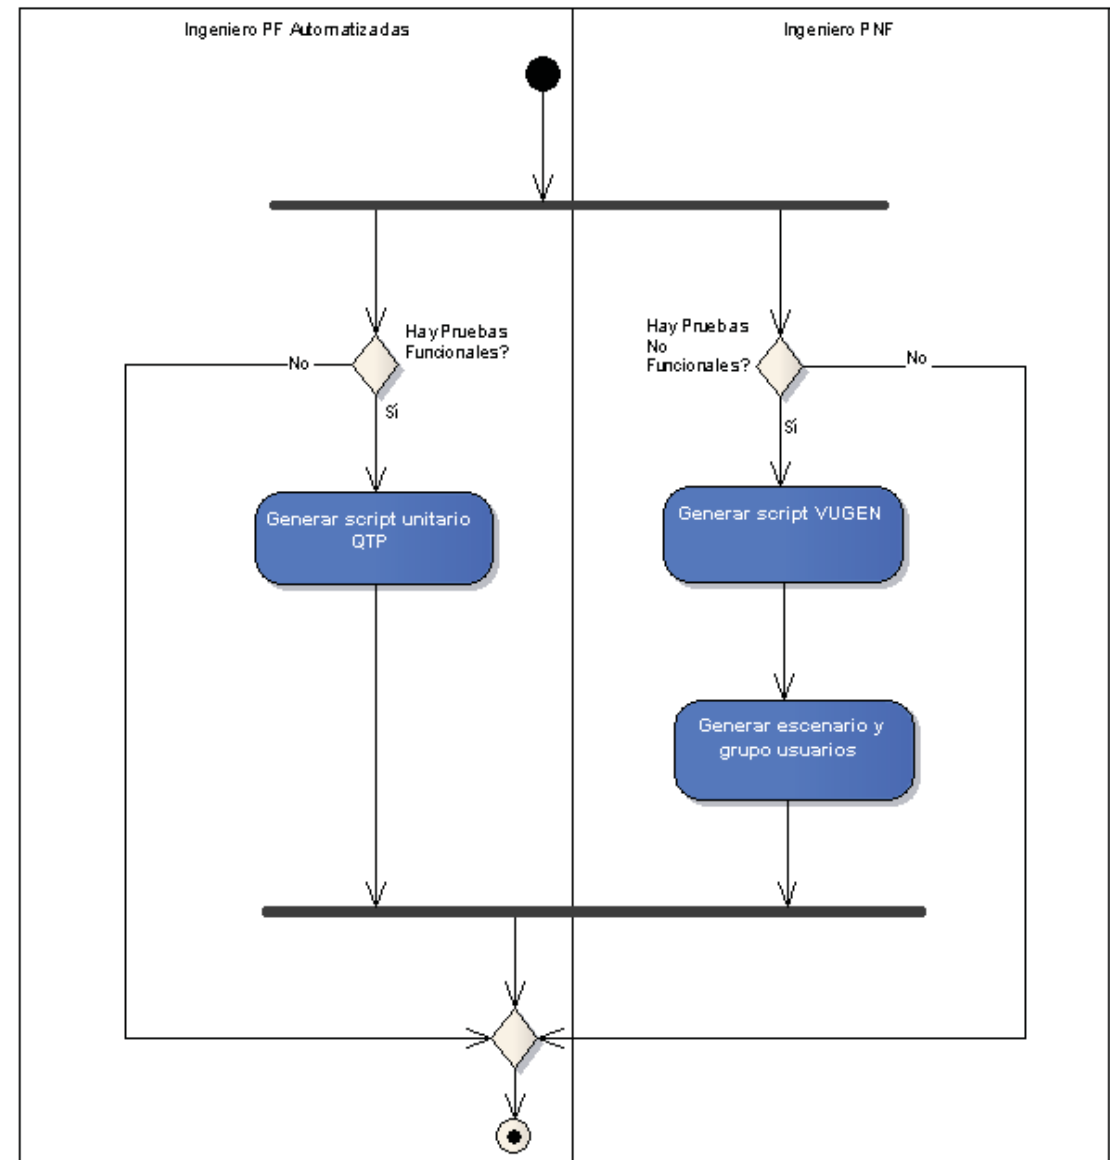 Ingeniero PF Automatizadas
Ingeniero PNF
Hay Pruebas
Funcionales?
No
Sí
Hay Pruebas
No
Funcionales?
No
Sí
Generar script unitario
QTP
Generar script VUGEN
Generar escenario y
grupo usuarios